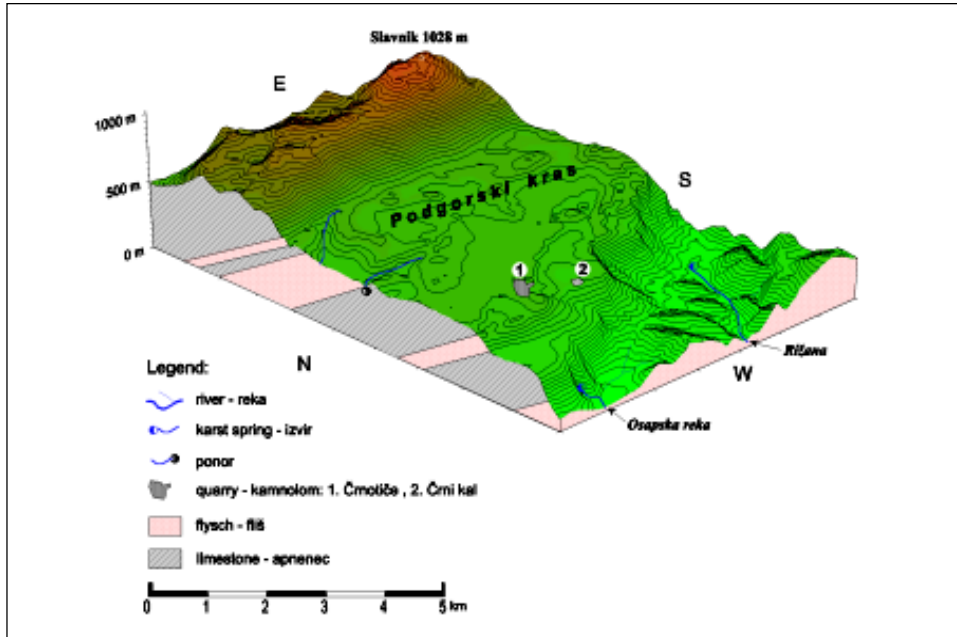 Slavnik 1028 m
E
1000 m
500 m
0 m
Podgorski kras
S
1
2
N
W
Rižana
Osapska reka
Legend:
river - reka
karst spring - izvir
ponor
quarry - kamnolom: 1. Črnotiče , 2. Črni kal
flysch - fliš
limestone - apnenec
0 1 2 3 4 5
km